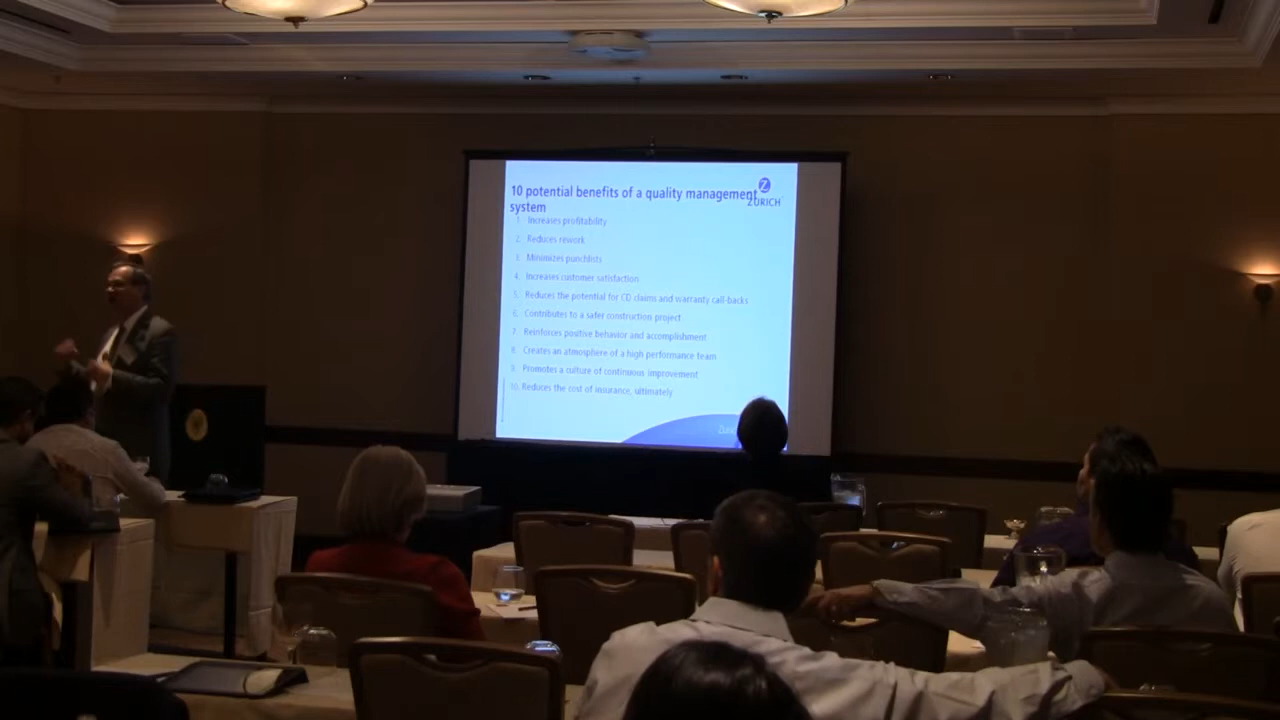 10 potential benefits of a quality management
system
Z
ZURICH
1. Increases profitability
2. Reduces rework
3. Minimizes punchlists
4. Increases customer satisfaction
5. Reduces the potential for CD claims and warranty call-backs
6. Contributes to a safer construction project
7. Reinforces positive behavior and accomplishment
8. Creates an atmosphere of a high performance team
9. Promotes a culture of continuous improvement
10. Reduces the cost of insurance, ultimately